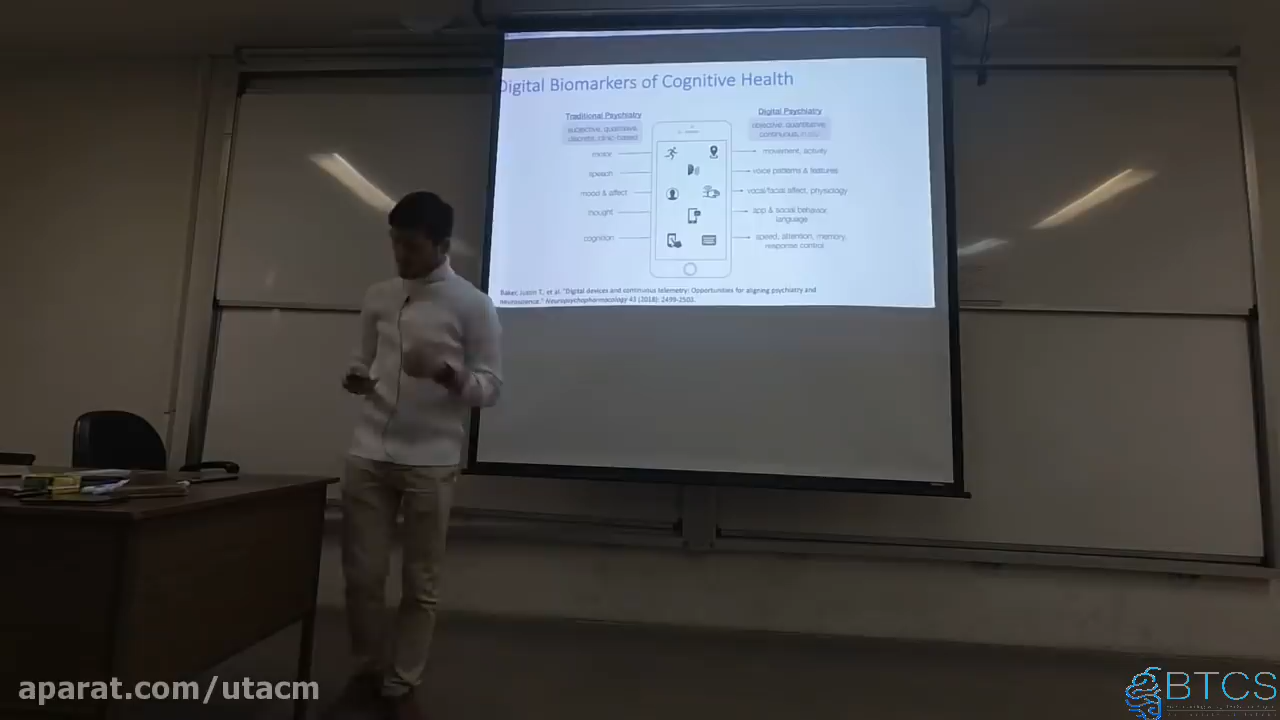 Digital Biomarkers of Cognitive Health
Traditional Psychiatry
subjective, qualitative,
discrete, clinic-based
motor
speech
mood & affect
thought
cognition
Digital Psychiatry
objective, quantitative,
continuous, in situ
movement, activity
voice patterns & features
vocal/facial affect, physiology
app & social behavior,
language
speed, attention, memory,
response control
Baker, Justin T., et al. "Digital devices and continuous telemetry: Opportunities for aligning psychiatry and
neuroscience." Neuropsychopharmacology 43 (2018): 2499-2503.
aparat.com/utacm
BTCS